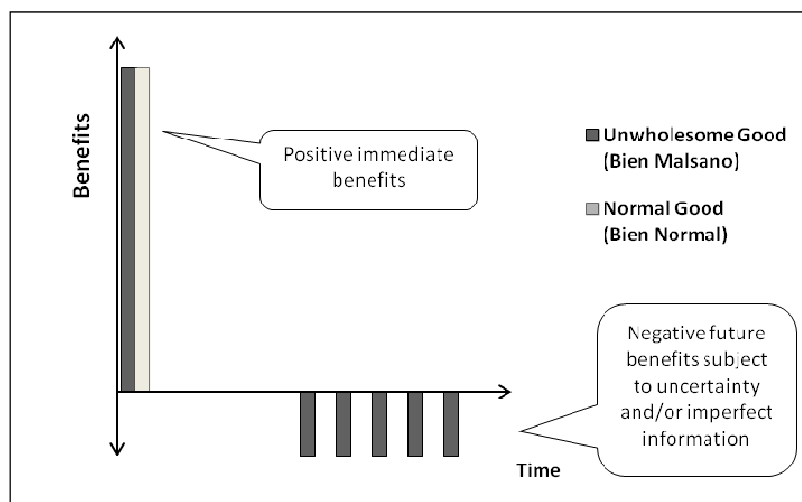 Benefits
Positive immediate
benefits
Unwholesome Good
(Bien Malsano)
Normal Good
(Bien Normal)
Negative future
benefits subject
to uncertainty
and/or imperfect
information
Time